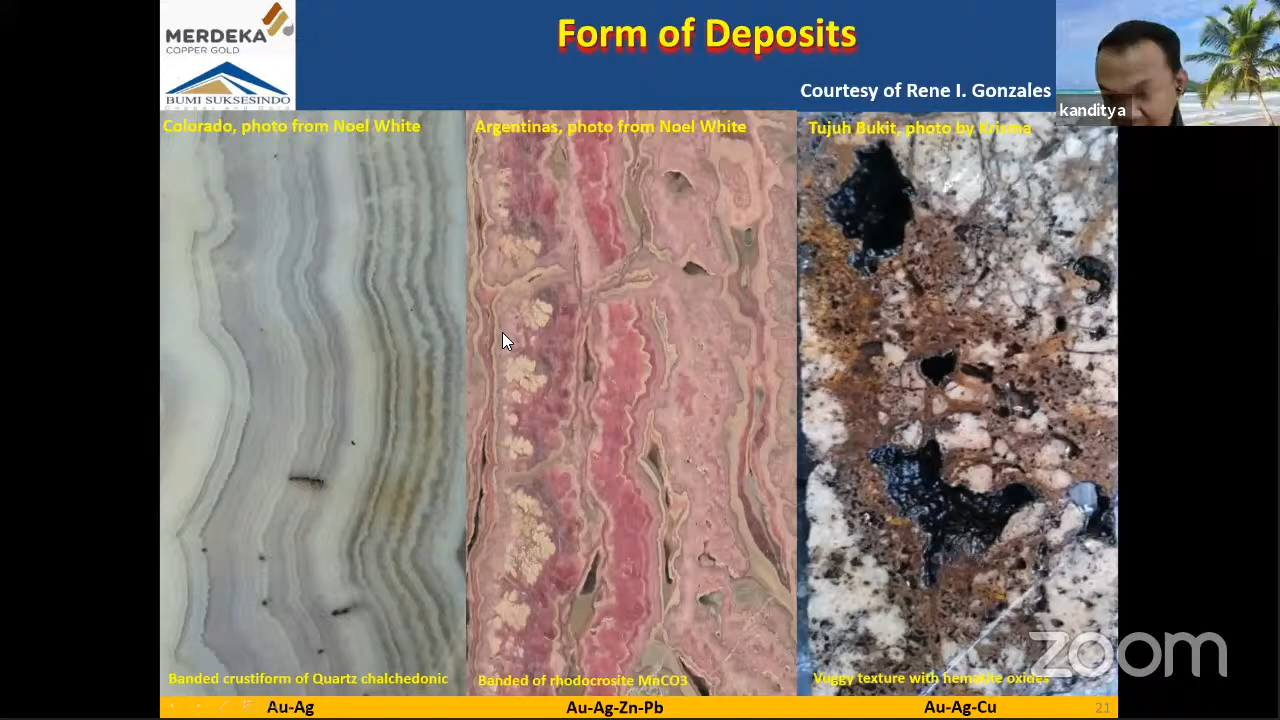 MERDEKA
COPPER GOLD
BUMI SUKSESINDO
Form of Deposits
Courtesy of Rene I. Gonzales
kanditya
Colorado, photo from Noel White
Argentinas, photo from Noel White
Tujuh Bukit, photo by Krisma
Banded crustiform of Quartz chalchedonic
Banded of rhodocrosite MnCO3
Vuggy texture with hematite oxides
zoom
Au-Ag
Au-Ag-Zn-Pb
Au-Ag-Cu
21